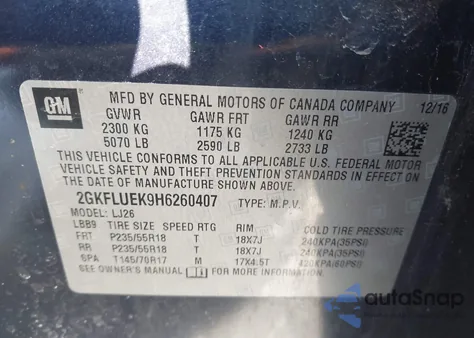 GM
MFD BY GENERAL MOTORS OF CANADA COMPANY 12/16
GVWR GAWR FRT GAWR RR
2300 KG 1175 KG 1240 KG
5070 LB 2590 LB 2733 LB
THIS VEHICLE CONFORMS TO ALL APPLICABLE U.S. FEDERAL MOTOR
VEHICLE SAFETY AND THEFT PREVENTION STANDARDS IN EFFECT
ON THE DATE OF MANUFACTURE SHOWN ABOVE.
2GKFLUEK9H6260407 TYPE: M.P.V.
MODEL: LJ26
LBB9 TIRE SIZE SPEED RTG RIM COLD TIRE PRESSURE
FRT P235/55R18 T 18X7J 240KPA(35PSI)
RR P235/55R18 T 18X7J 240KPA(35PSI)
SPA T145/70R17 M 17X4.5T 420KPA(60PSI)
SEE OWNER'S MANUAL FOR ADDITIONAL INFORMATION.
autoSnap